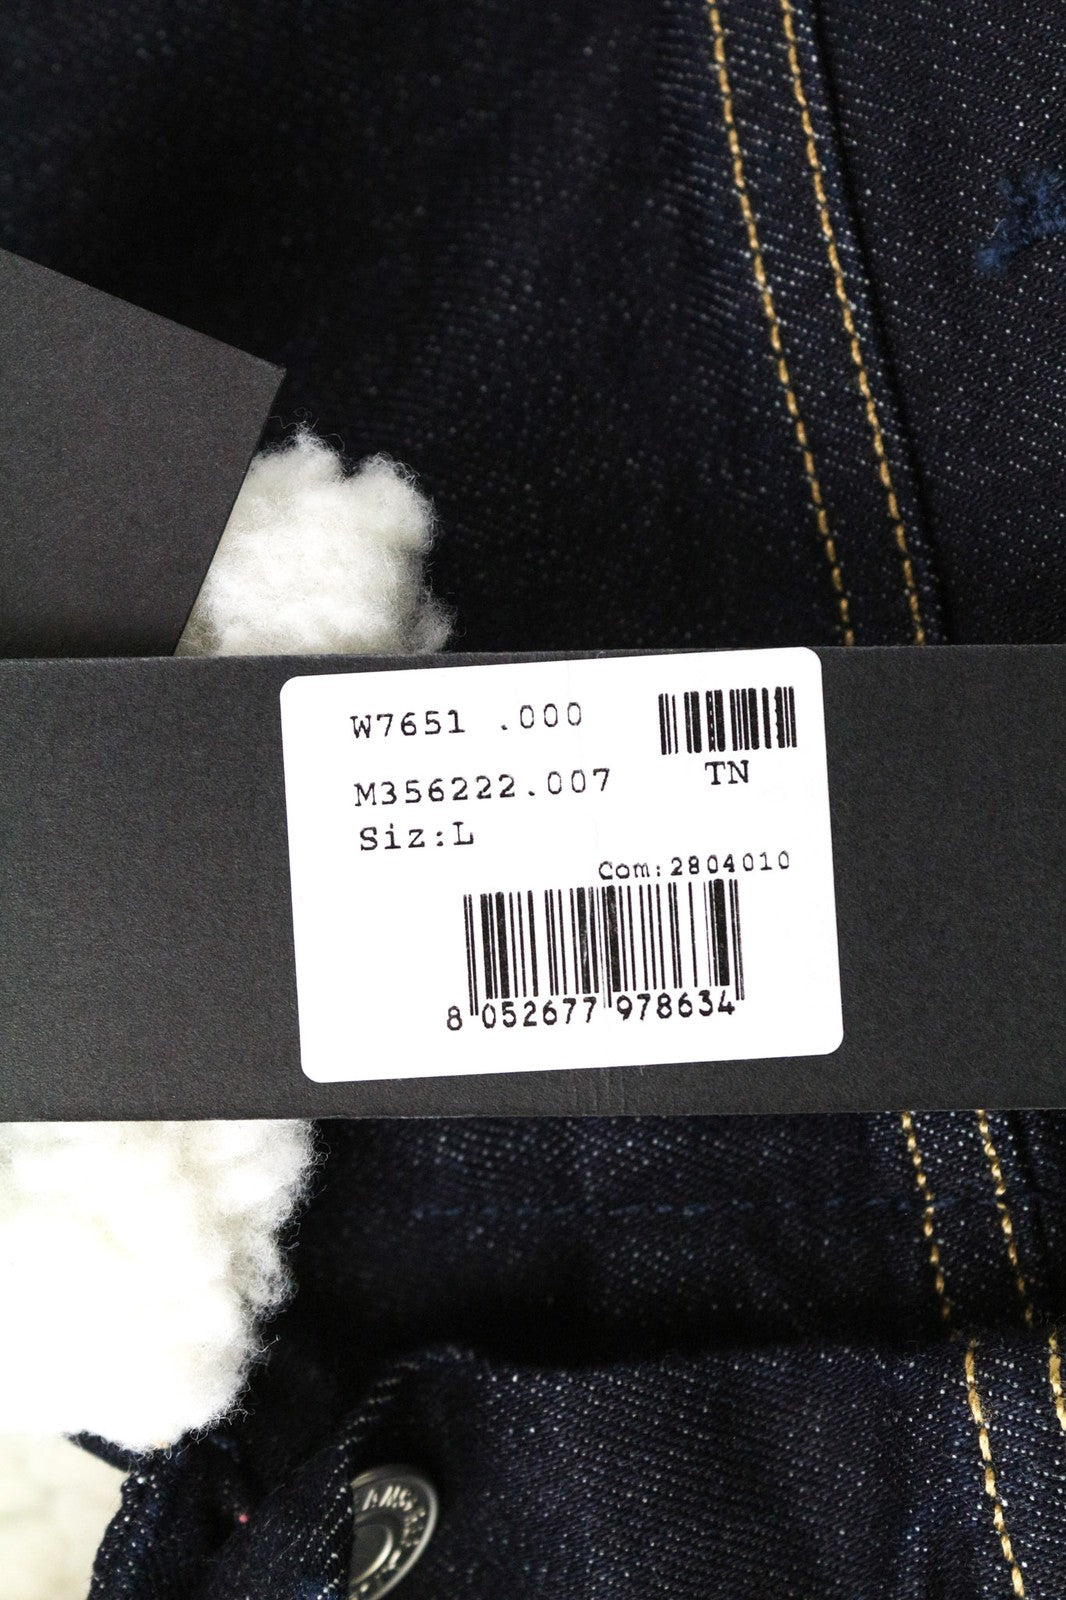 W7651 .000
TN
M356222.007
Siz:L
Com:2804010
8 052677 978634